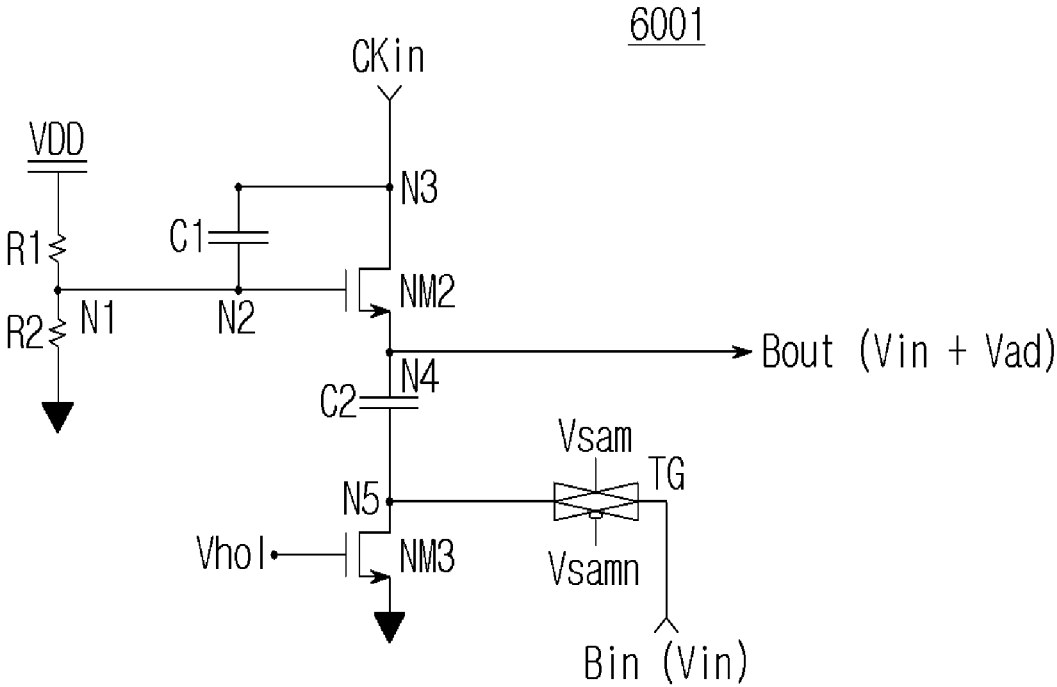 6001
CKin
VDD
N3
C1
R1
NM2
N1
N2
R2
Bout (Vin + Vad)
N4
C2
Vsam
TG
N5
Vhol
NM3
Vsamn
Bin (Vin)